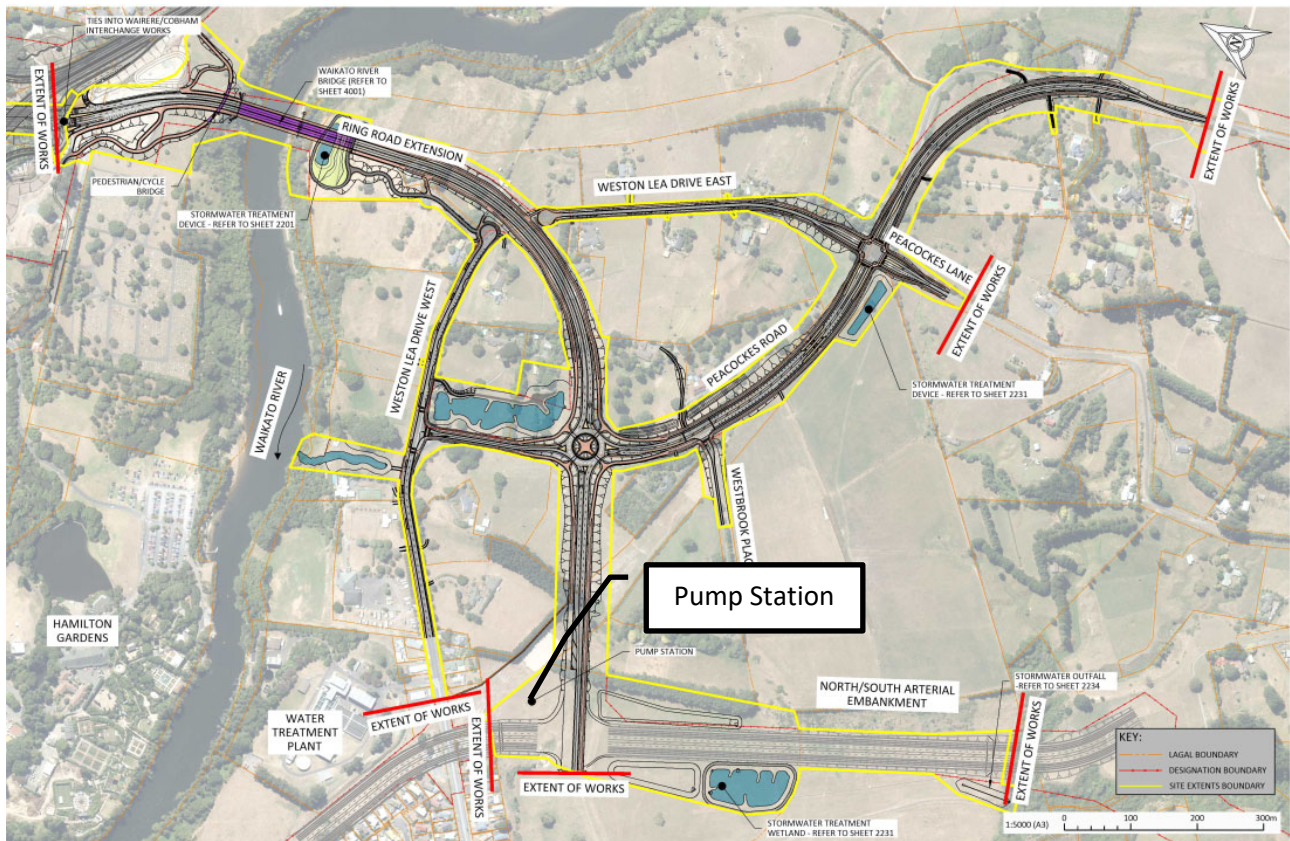 TIES INTO WAIRERE/COBHAM
INTERCHANGE WORKS
EXTENT OF WORKS
WAIKATO RIVER
BRIDGE (REFER TO
SHEET 4001)
RING ROAD EXTENSION
PEDESTRIAN/CYCLE
BRIDGE
STORMWATER TREATMENT
DEVICE - REFER TO SHEET 2201
WESTON LEA DRIVE EAST
N
EXTENT OF WORKS
PEACOCKES LANE
EXTENT OF WORKS
WESTON LEA DRIVE WEST
PEACOCKES ROAD
STORMWATER TREATMENT
DEVICE - REFER TO SHEET 2231
WAIKATO RIVER
WESTBROOK PLAC
Pump Station
HAMILTON
GARDENS
PUMP STATION
WATER
TREATMENT
PLANT
EXTENT OF WORKS
EXTENT OF WORKS
EXTENT OF WORKS
NORTH/SOUTH ARTERIAL
EMBANKMENT
STORMWATER OUTFALL
-REFER TO SHEET 2234
EXTENT OF WORKS
STORMWATER TREATMENT
WETLAND - REFER TO SHEET 2231
KEY:
LAGAL BOUNDARY
DESIGNATION BOUNDARY
SITE EXTENTS BOUNDARY
1:5000 (A3) 0 100 200 300m